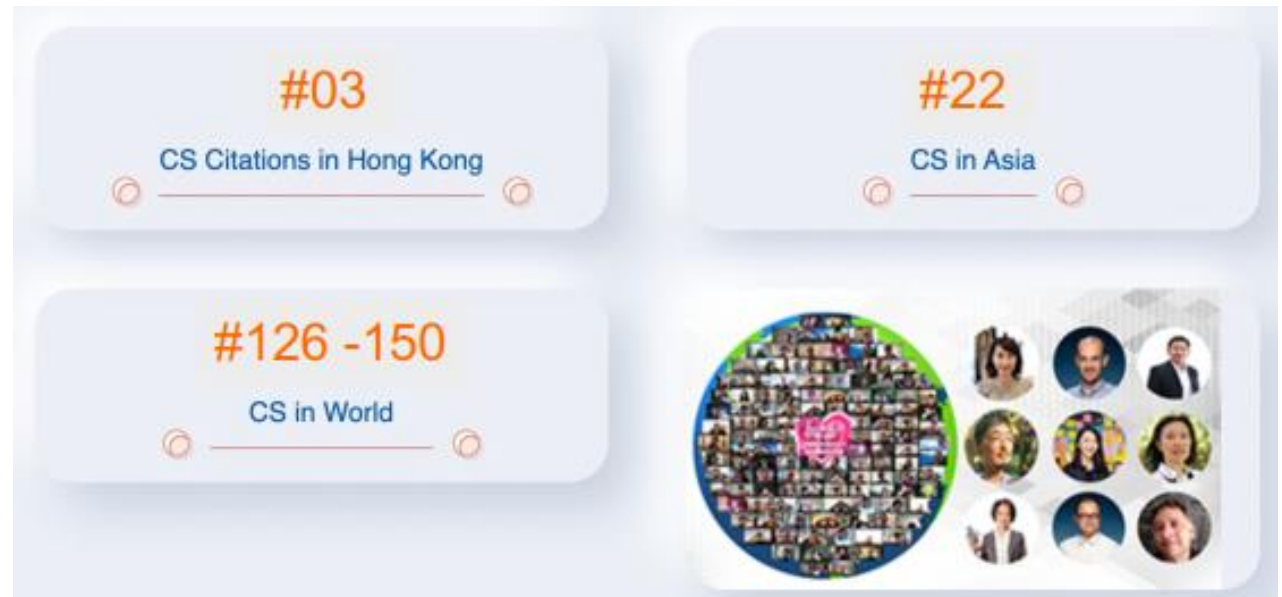 #03
CS Citations in Hong Kong
#22
CS in Asia
#126 -150
CS in World